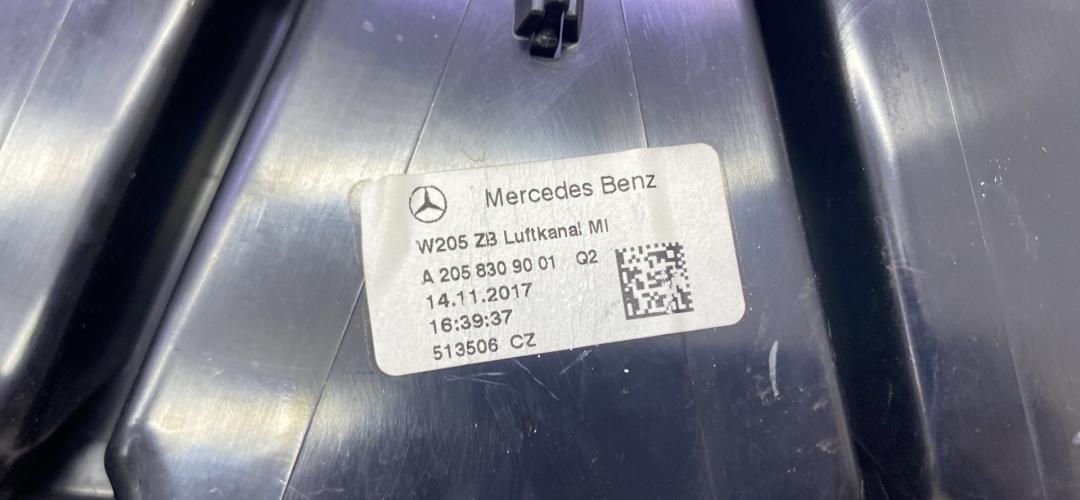 Mercedes Benz
W205 ZB Luftkanal MI
A 205 830 90 01 Q2
14.11.2017
16:39:37
513506 CZ